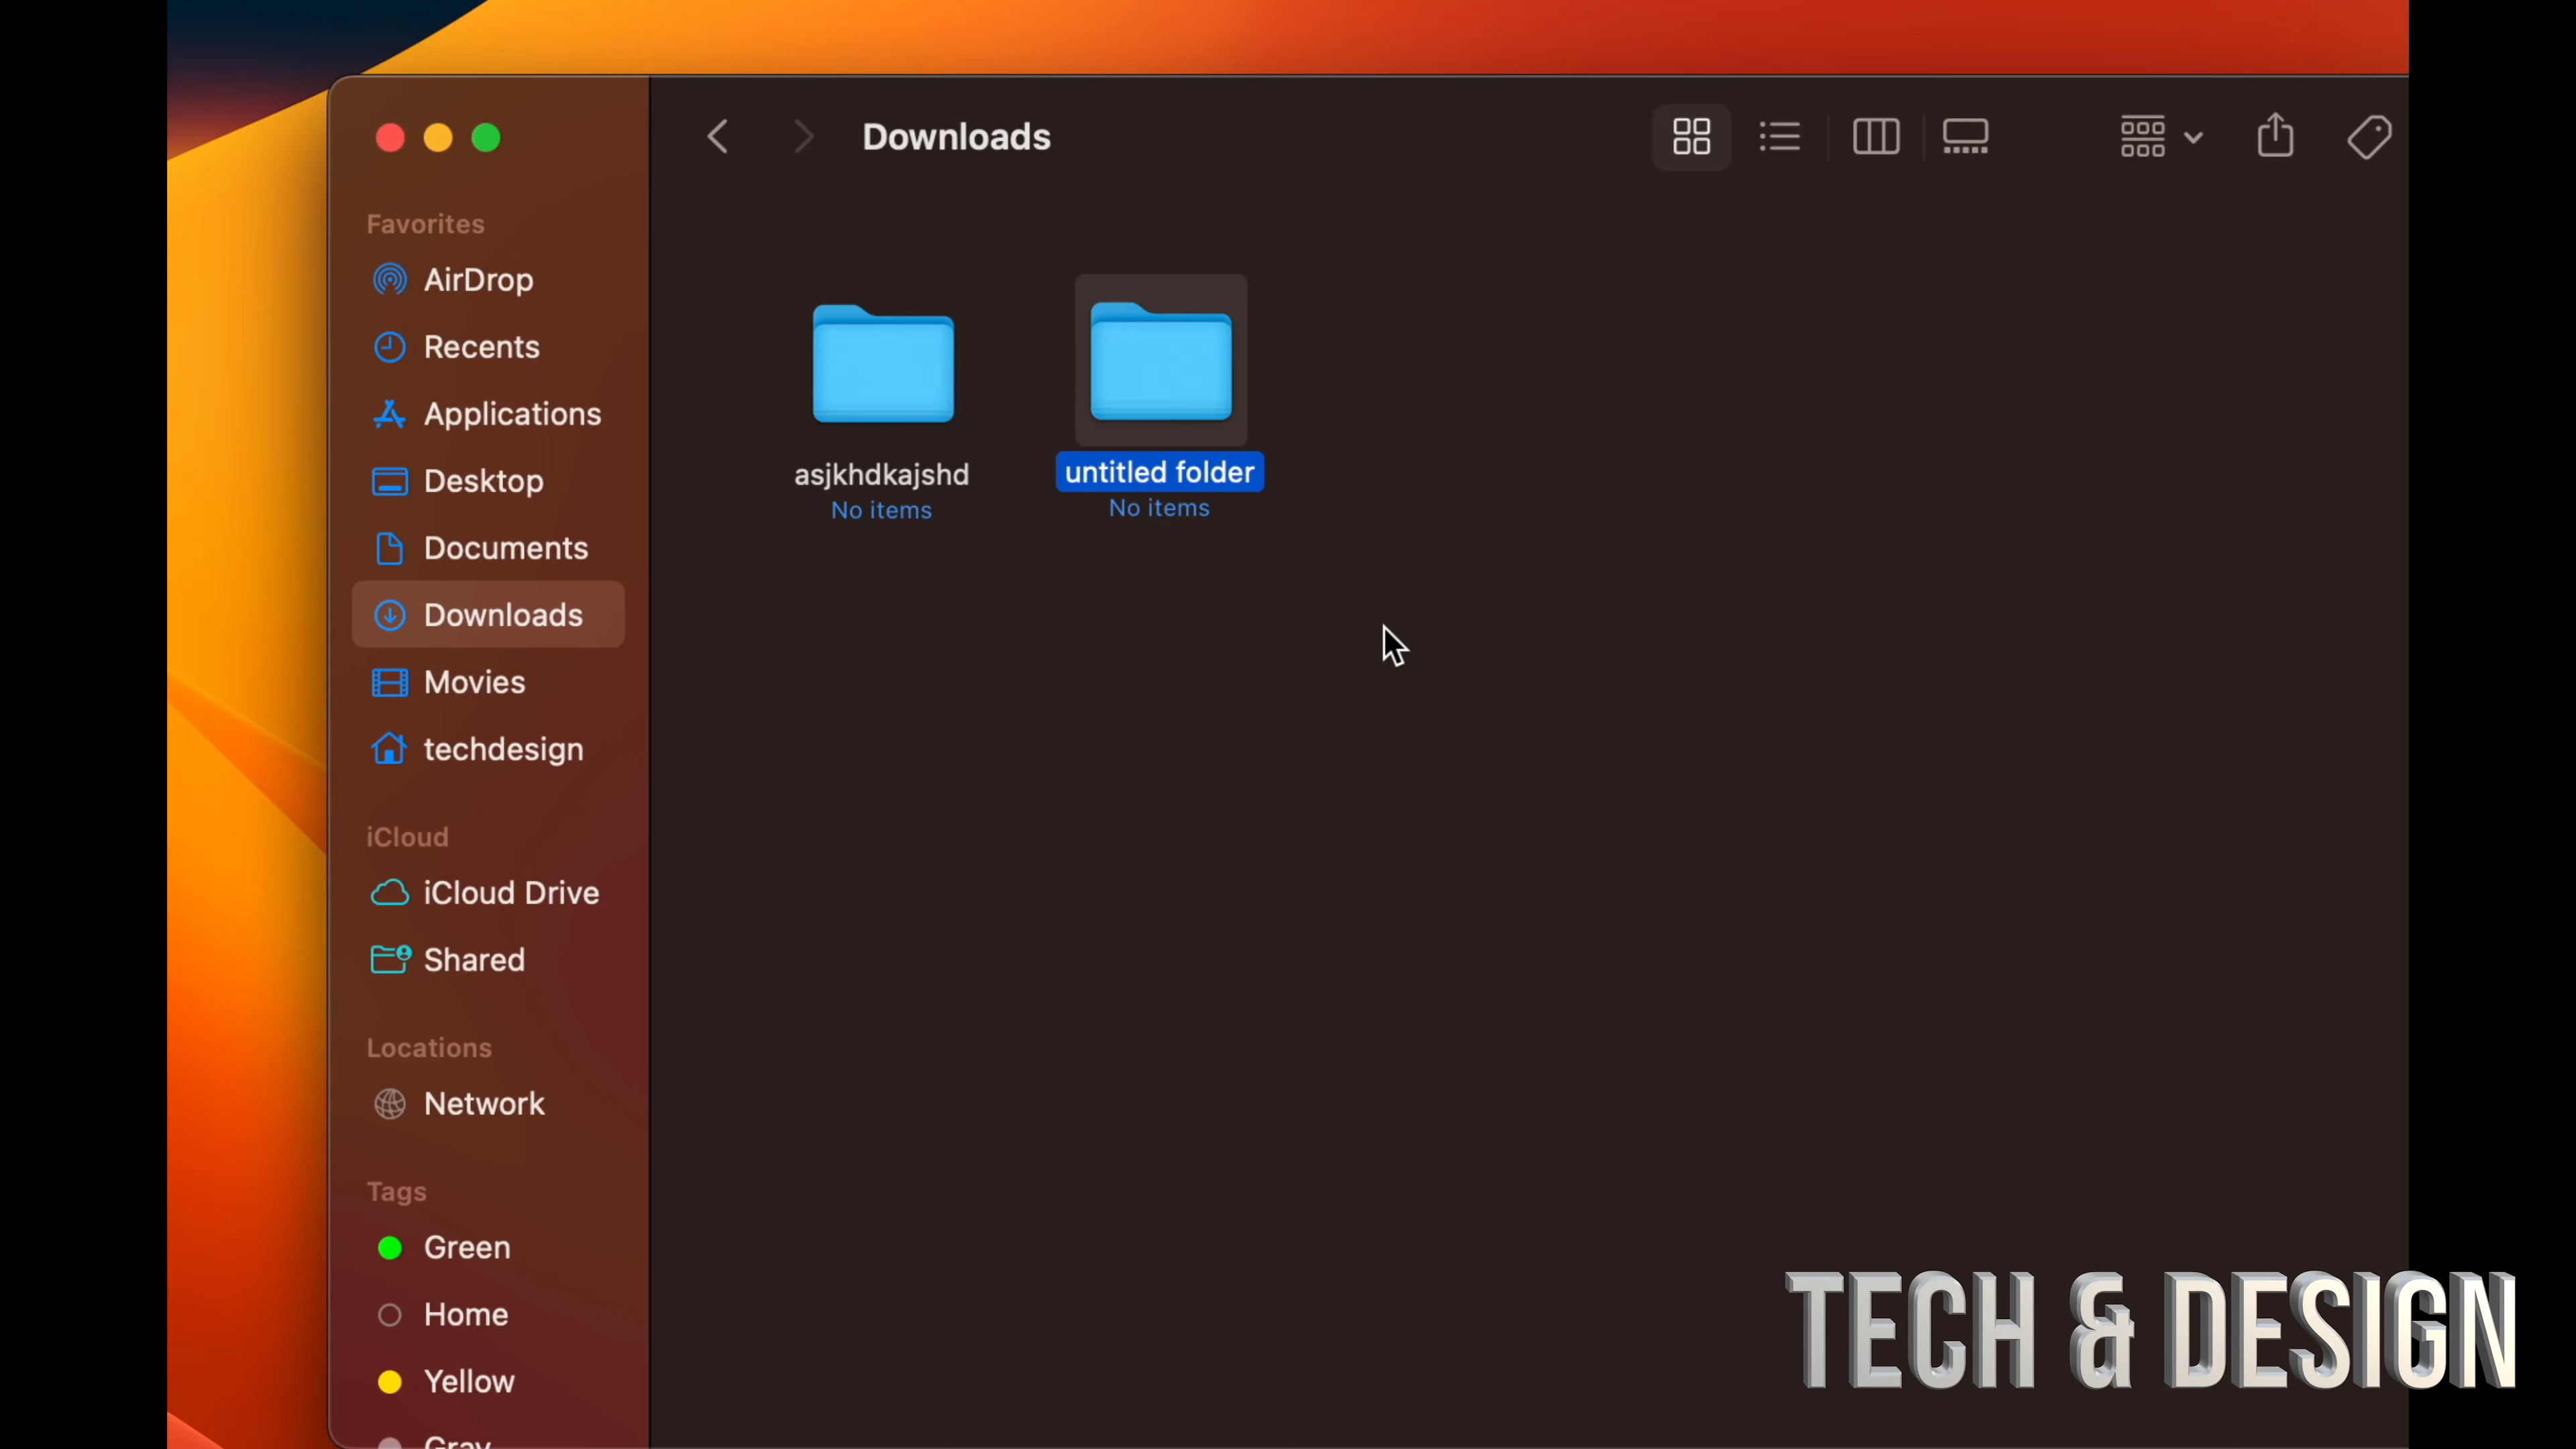 Downloads
Favorites
AirDrop
Recents
Applications
Desktop
Documents
Downloads
Movies
techdesign
iCloud
iCloud Drive
Shared
Locations
Network
Tags
Green
Home
Yellow
Gray
asjkhdkajshd
No items
untitled folder
No items
TECH & DESIGN